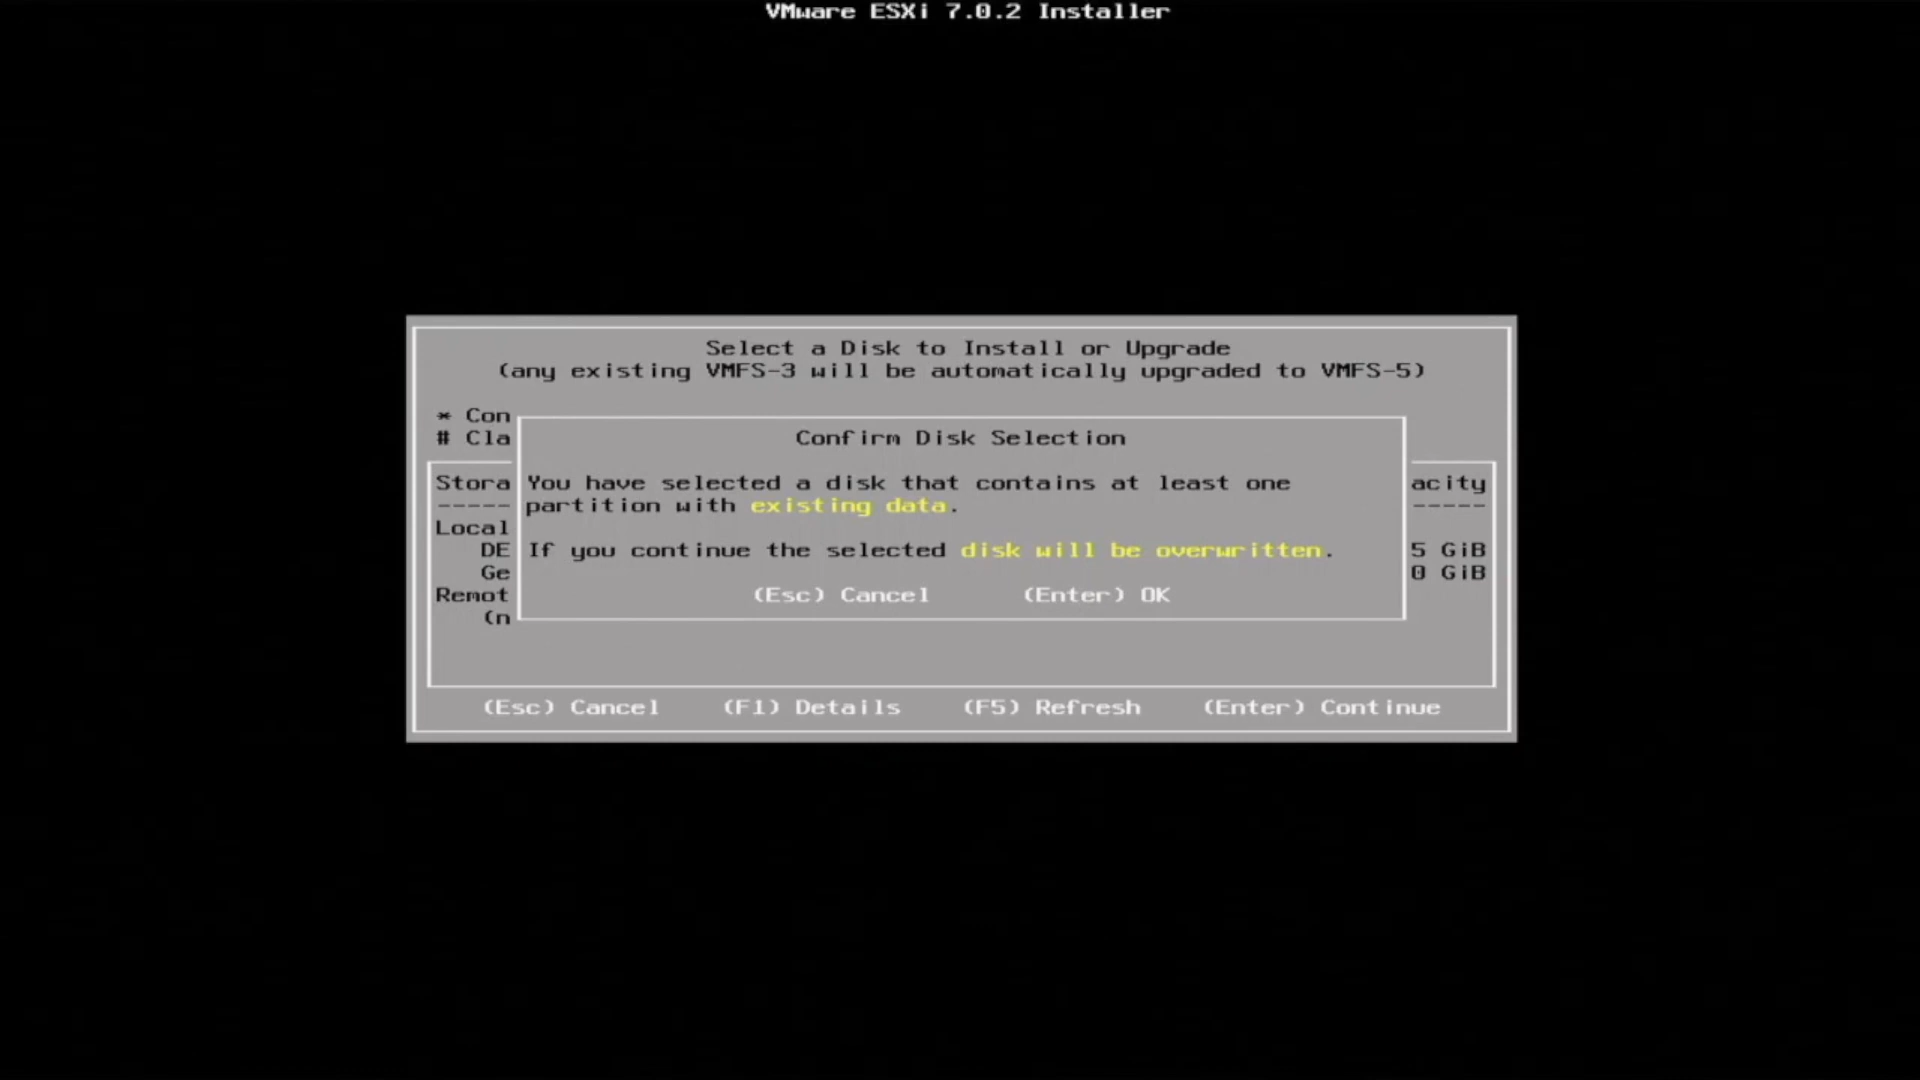 VMware ESXi 7.0.2 Installer
Select a Disk to Install or Upgrade
(any existing VMFS-3 will be automatically upgraded to VMFS-5)
* Con
# Cla
Confirm Disk Selection
Stora You have selected a disk that contains at least one acity
----- partition with existing data. -----
Local
DE If you continue the selected disk will be overwritten. 5 GiB
Ge 0 GiB
Remot (Esc) Cancel (Enter) OK
(n
(Esc) Cancel (F1) Details (F5) Refresh (Enter) Continue